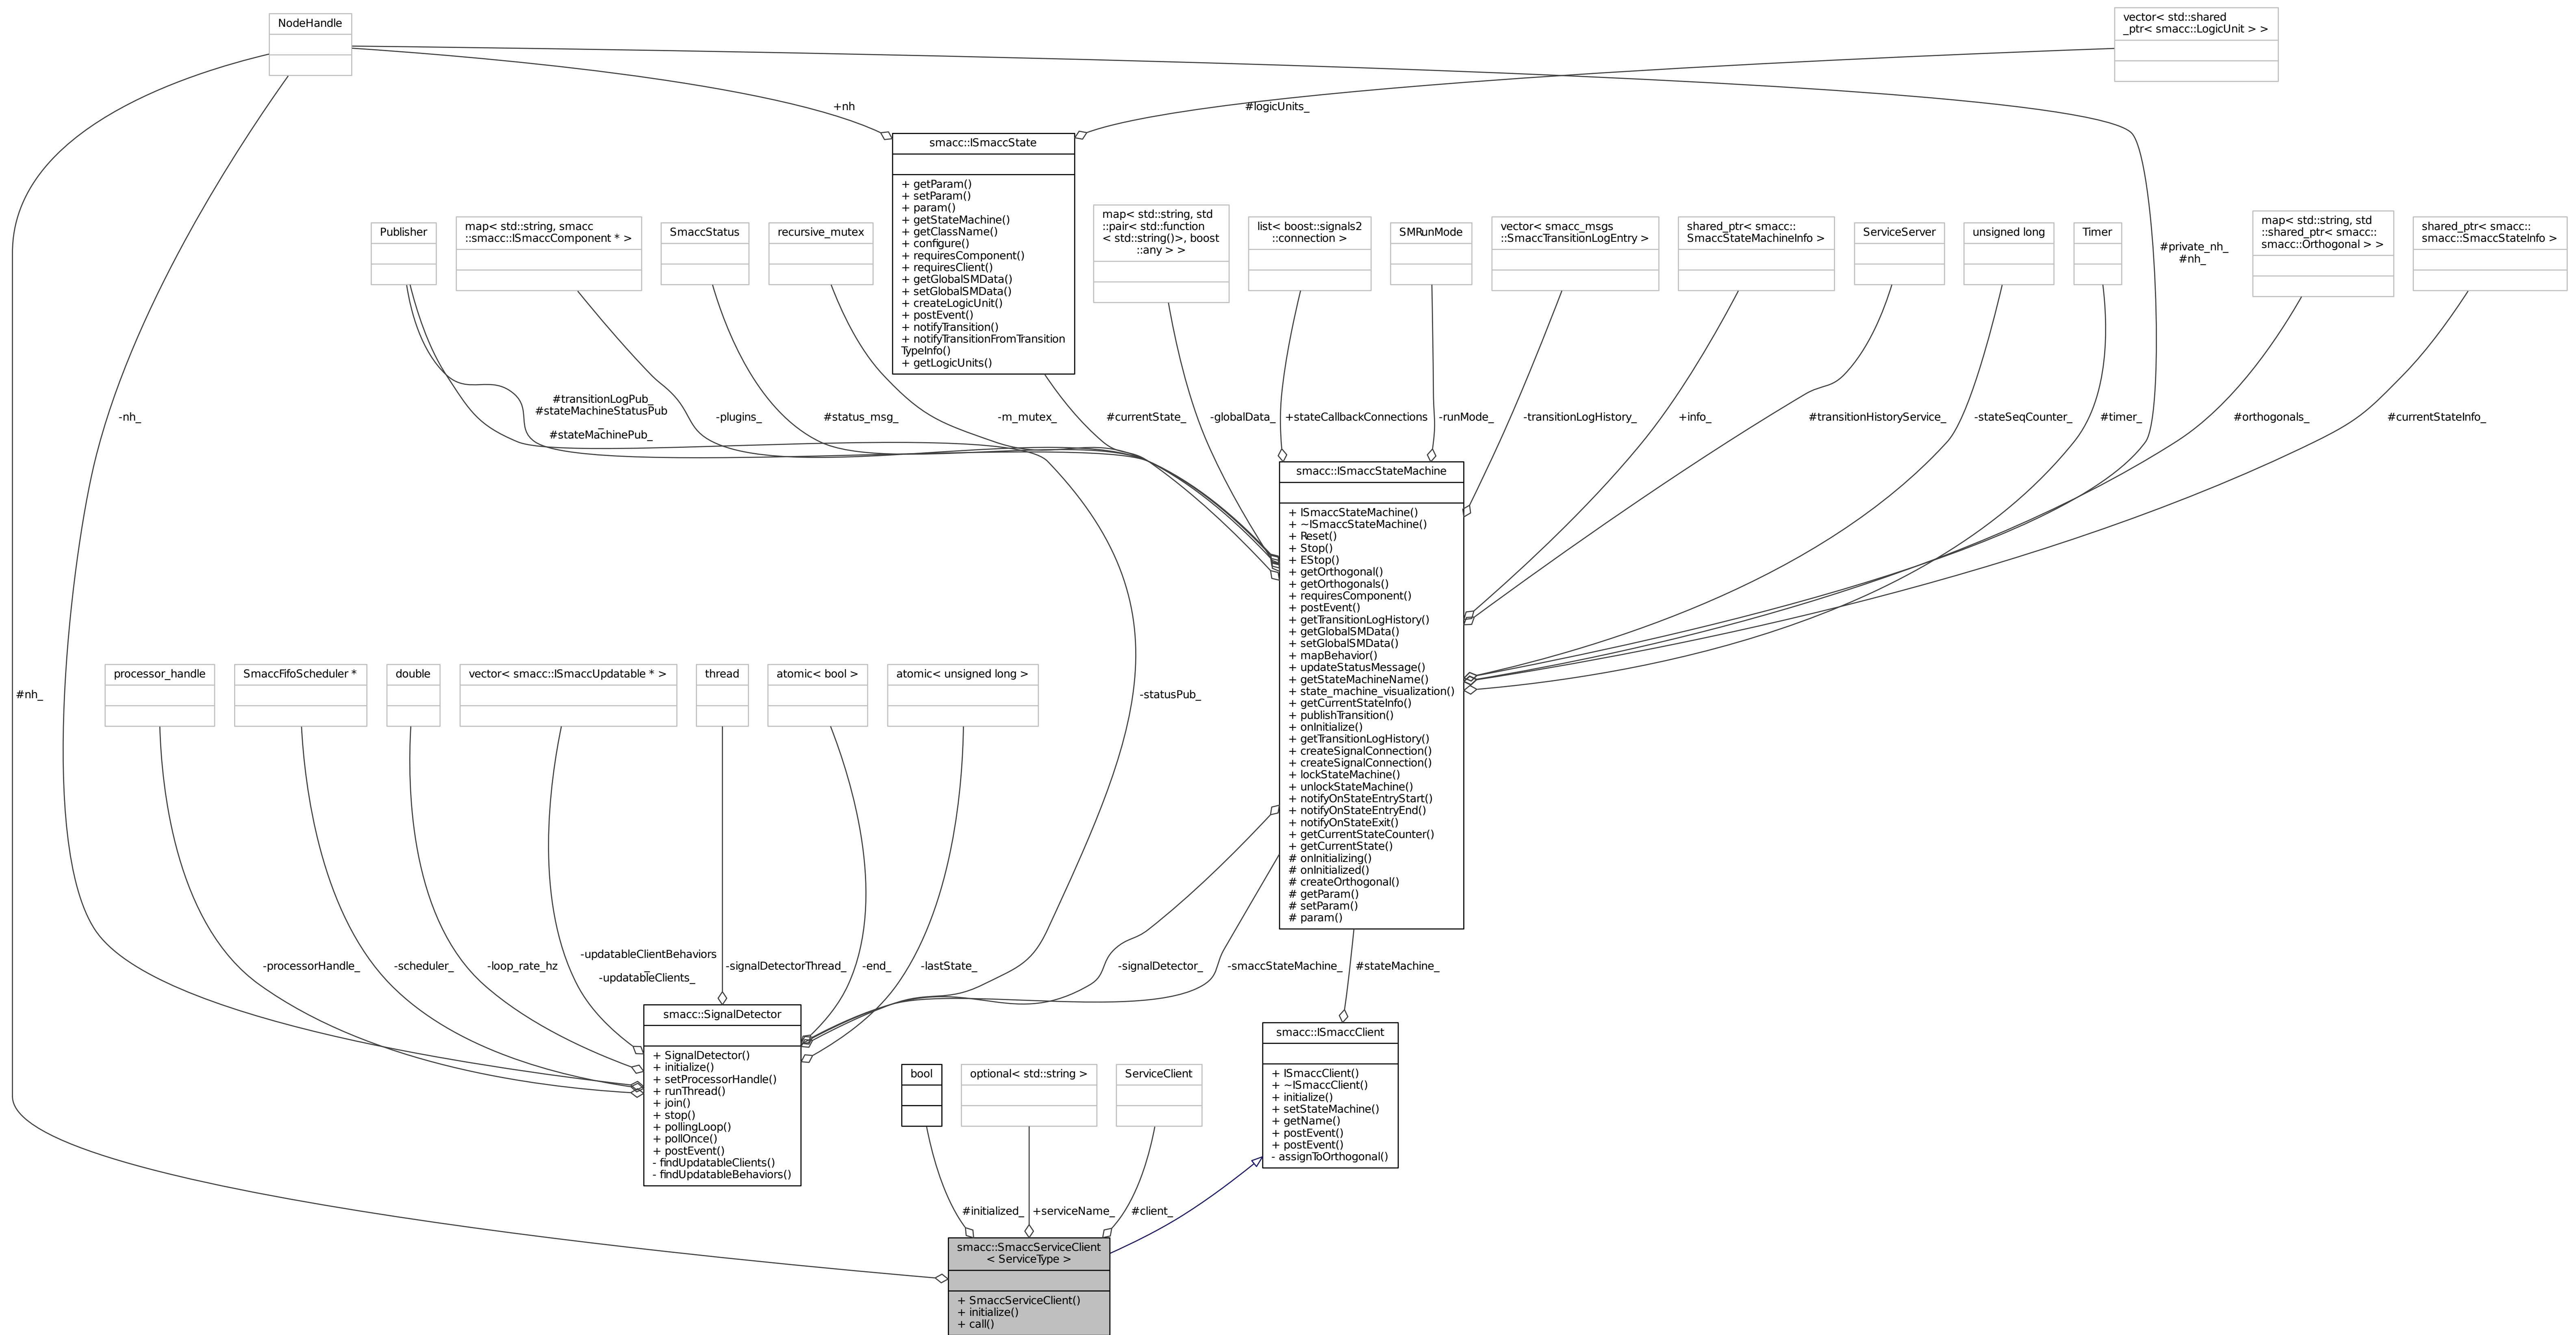 NodeHandle
vector< std::shared
_ptr< smacc::LogicUnit > >
+nh
#logicUnits_
smacc::ISmaccState
+ getParam()
+ setParam()
+ param()
+ getStateMachine()
+ getClassName()
+ configure()
+ requiresComponent()
+ requiresClient()
+ getGlobalSMData()
+ setGlobalSMData()
+ createLogicUnit()
+ postEvent()
+ notifyTransition()
+ notifyTransitionFromTransition
TypeInfo()
+ getLogicUnits()
Publisher
map< std::string, smacc
::smacc::ISmaccComponent * >
SmaccStatus
recursive_mutex
map< std::string, std
::pair< std::function
< std::string()>, boost
::any > >
list< boost::signals2
::connection >
SMRunMode
vector< smacc_msgs
::SmaccTransitionLogEntry >
shared_ptr< smacc::
SmaccStateMachineInfo >
ServiceServer
unsigned long
Timer
#private_nh_
#nh_
map< std::string, std
::shared_ptr< smacc::
smacc::Orthogonal > >
shared_ptr< smacc::
smacc::SmaccStateInfo >
-nh_
#transitionLogPub_
#stateMachineStatusPub
_
#stateMachinePub_
-plugins_
#status_msg_
-m_mutex_
#currentState_
-globalData_
+stateCallbackConnections
-runMode_
-transitionLogHistory_
+info_
#transitionHistoryService_
-stateSeqCounter_
#timer_
#orthogonals_
#currentStateInfo_
smacc::ISmaccStateMachine
+ ISmaccStateMachine()
+ ~ISmaccStateMachine()
+ Reset()
+ Stop()
+ EStop()
+ getOrthogonal()
+ getOrthogonals()
+ requiresComponent()
+ postEvent()
+ getTransitionLogHistory()
+ getGlobalSMData()
+ setGlobalSMData()
+ mapBehavior()
+ updateStatusMessage()
+ getStateMachineName()
+ state_machine_visualization()
+ getCurrentStateInfo()
+ publishTransition()
+ onInitialize()
+ getTransitionLogHistory()
+ createSignalConnection()
+ createSignalConnection()
+ lockStateMachine()
+ unlockStateMachine()
+ notifyOnStateEntryStart()
+ notifyOnStateEntryEnd()
+ notifyOnStateExit()
+ getCurrentStateCounter()
+ getCurrentState()
# onInitializing()
# onInitialized()
# createOrthogonal()
# getParam()
# setParam()
# param()
#nh_
processor_handle
SmaccFifoScheduler *
double
vector< smacc::ISmaccUpdatable * >
thread
atomic< bool >
atomic< unsigned long >
-statusPub_
-processorHandle_
-scheduler_
-loop_rate_hz
-updatableClientBehaviors
_
-updatableClients_
-signalDetectorThread_
-end_
-lastState_
-signalDetector_
-smaccStateMachine_
#stateMachine_
smacc::SignalDetector
+ SignalDetector()
+ initialize()
+ setProcessorHandle()
+ runThread()
+ join()
+ stop()
+ pollingLoop()
+ pollOnce()
+ postEvent()
- findUpdatableClients()
- findUpdatableBehaviors()
bool
optional< std::string >
ServiceClient
smacc::ISmaccClient
+ ISmaccClient()
+ ~ISmaccClient()
+ initialize()
+ setStateMachine()
+ getName()
+ postEvent()
+ postEvent()
- assignToOrthogonal()
#initialized_
+serviceName_
#client_
smacc::SmaccServiceClient
< ServiceType >
+ SmaccServiceClient()
+ initialize()
+ call()